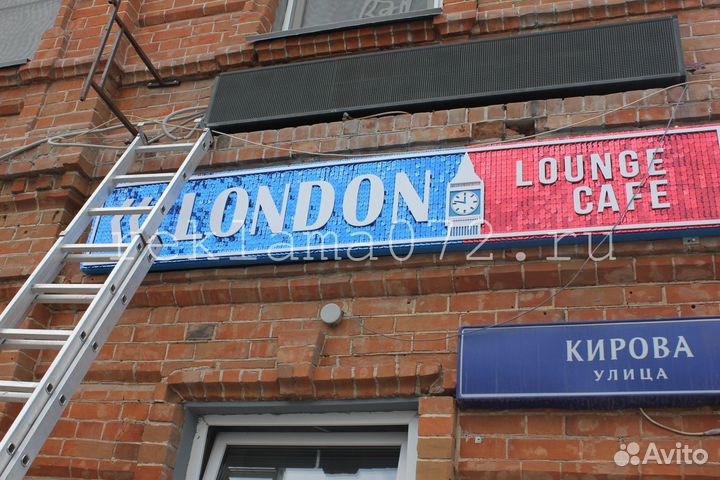 LONDON
LOUNGE
CAFE
reklama072.ru
КИРОВА
УЛИЦА
Avito